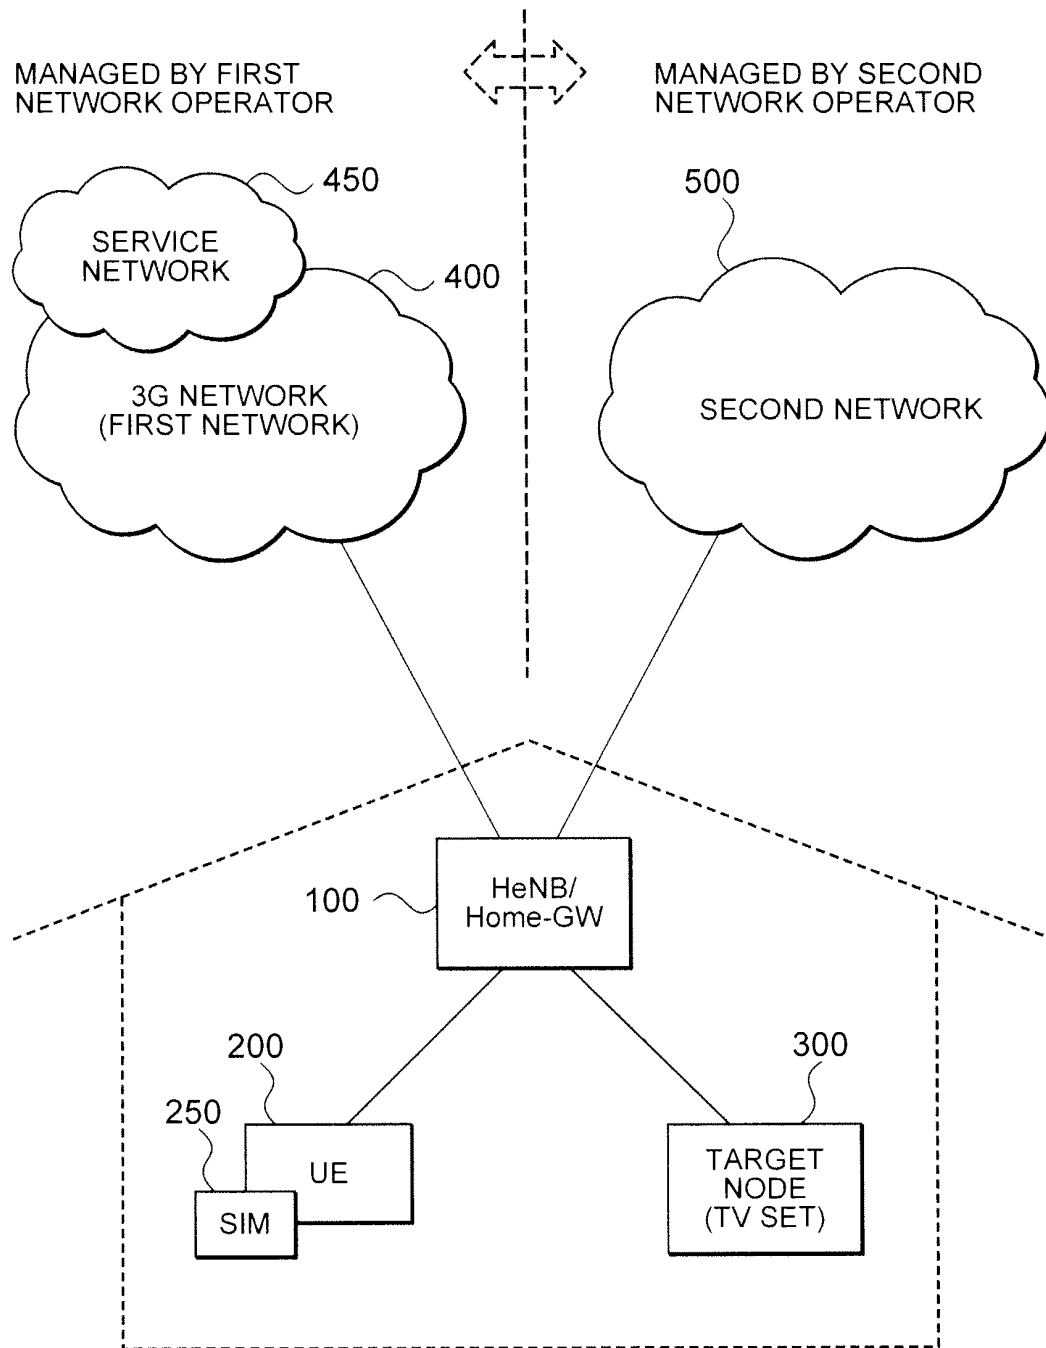 MANAGED BY FIRST
NETWORK OPERATOR
MANAGED BY SECOND
NETWORK OPERATOR
450
500
SERVICE
NETWORK
400
3G NETWORK
(FIRST NETWORK)
SECOND NETWORK
HeNB/
Home-GW
100
200
300
250
UE
SIM
TARGET
NODE
(TV SET)